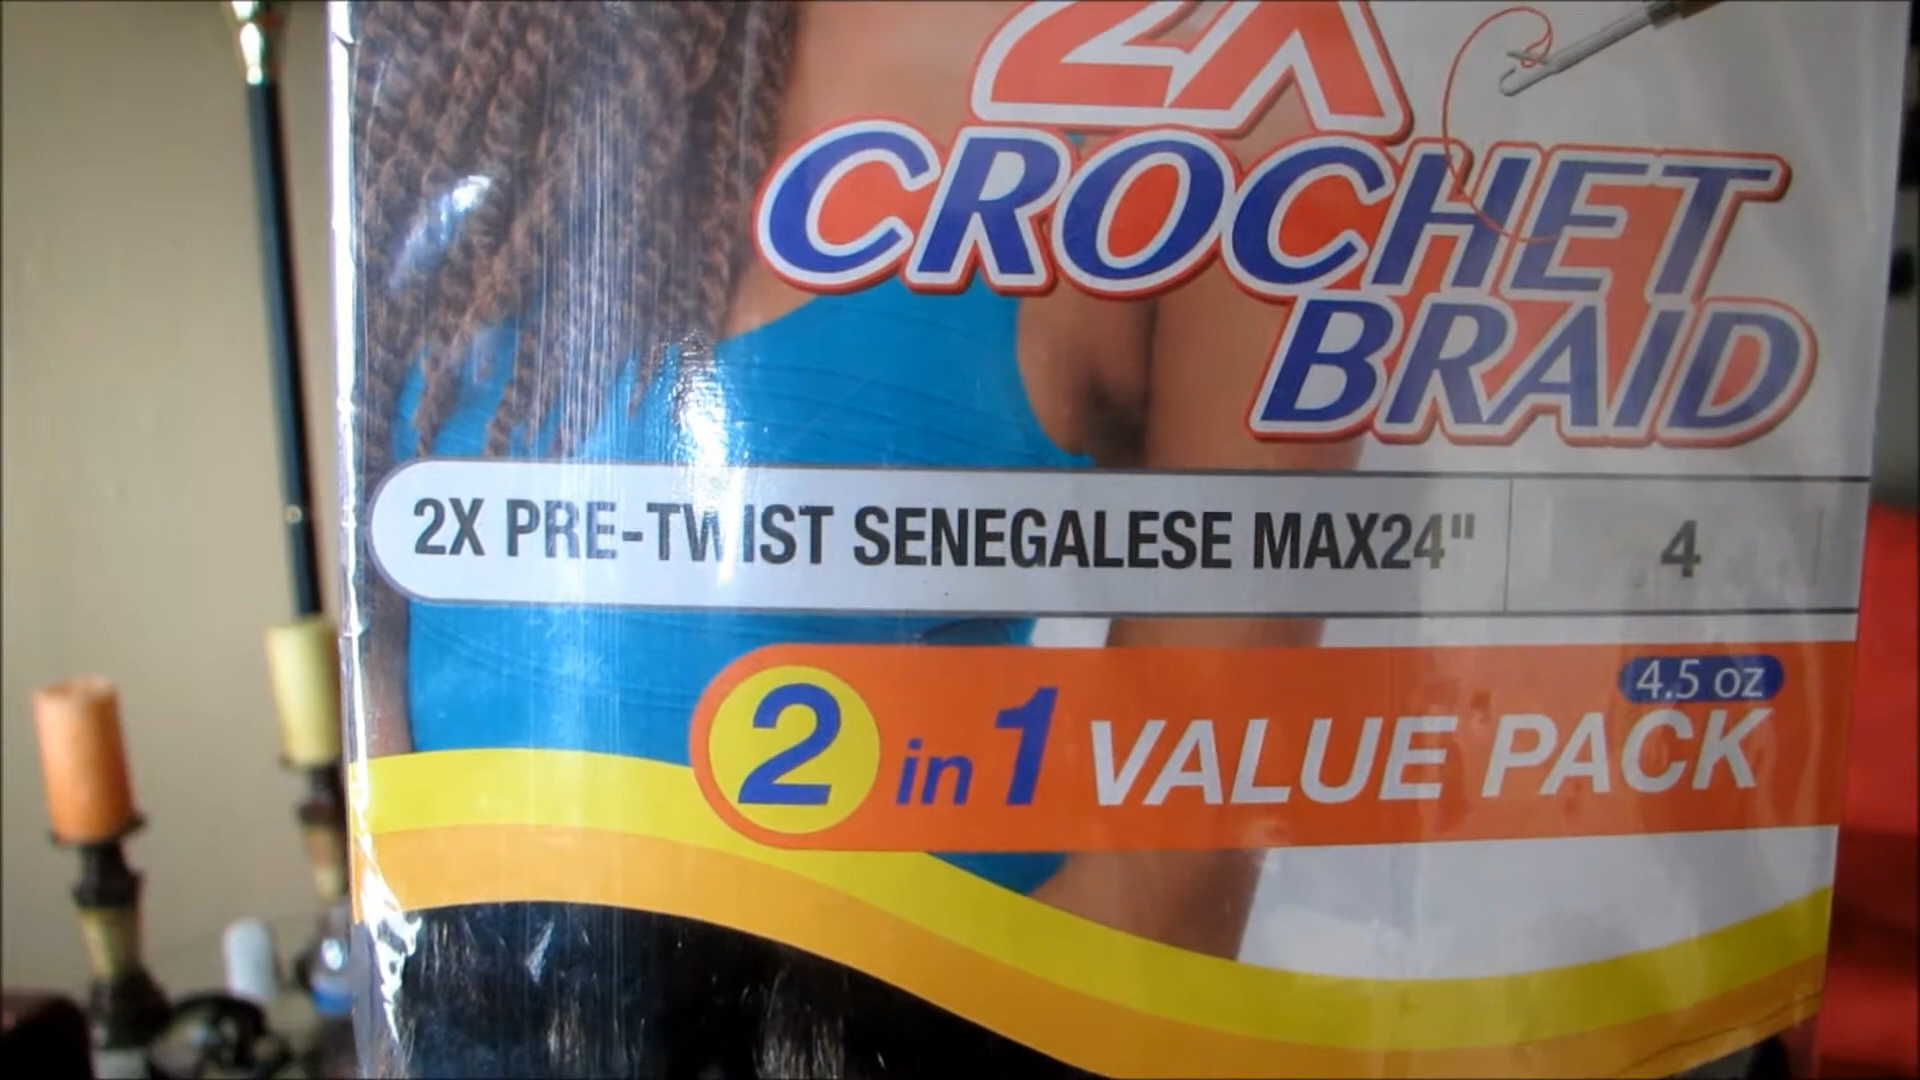 2X
CROCHET
BRAID
2X PRE-TWIST SENEGALESE MAX24" 4
4.5 oz
2 in 1 VALUE PACK